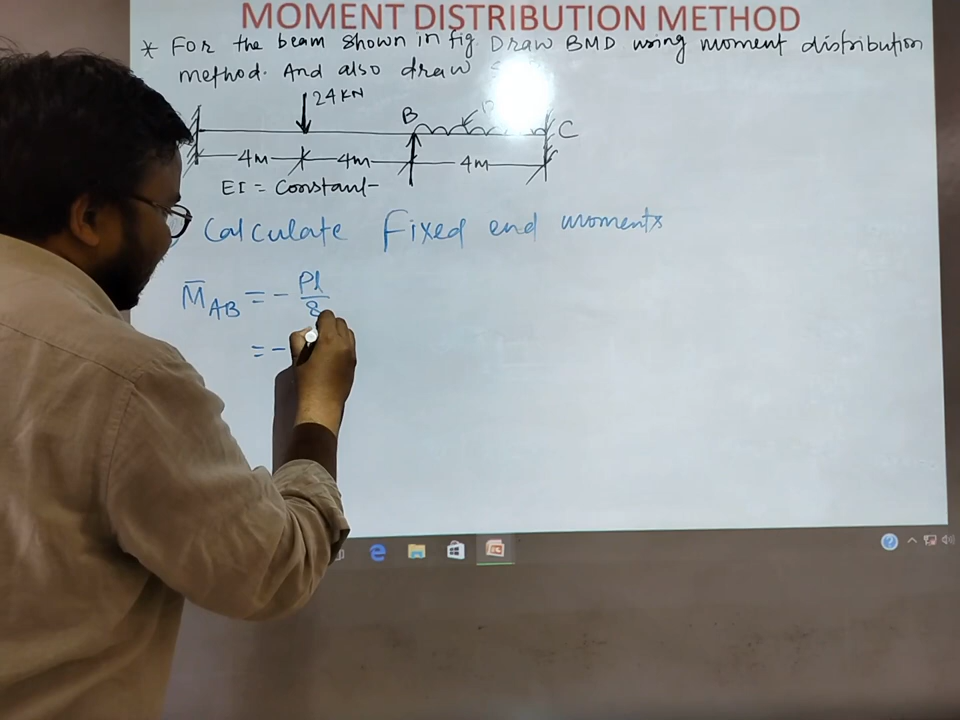 MOMENT DISTRIBUTION METHOD
* For the beam shown in fig. Draw BMD using moment distribution
method. And also draw
24 KN
B
C
4m 4m 4m
EI = Constant
Calculate Fixed end moments
M̅AB = - Pl/8
= -